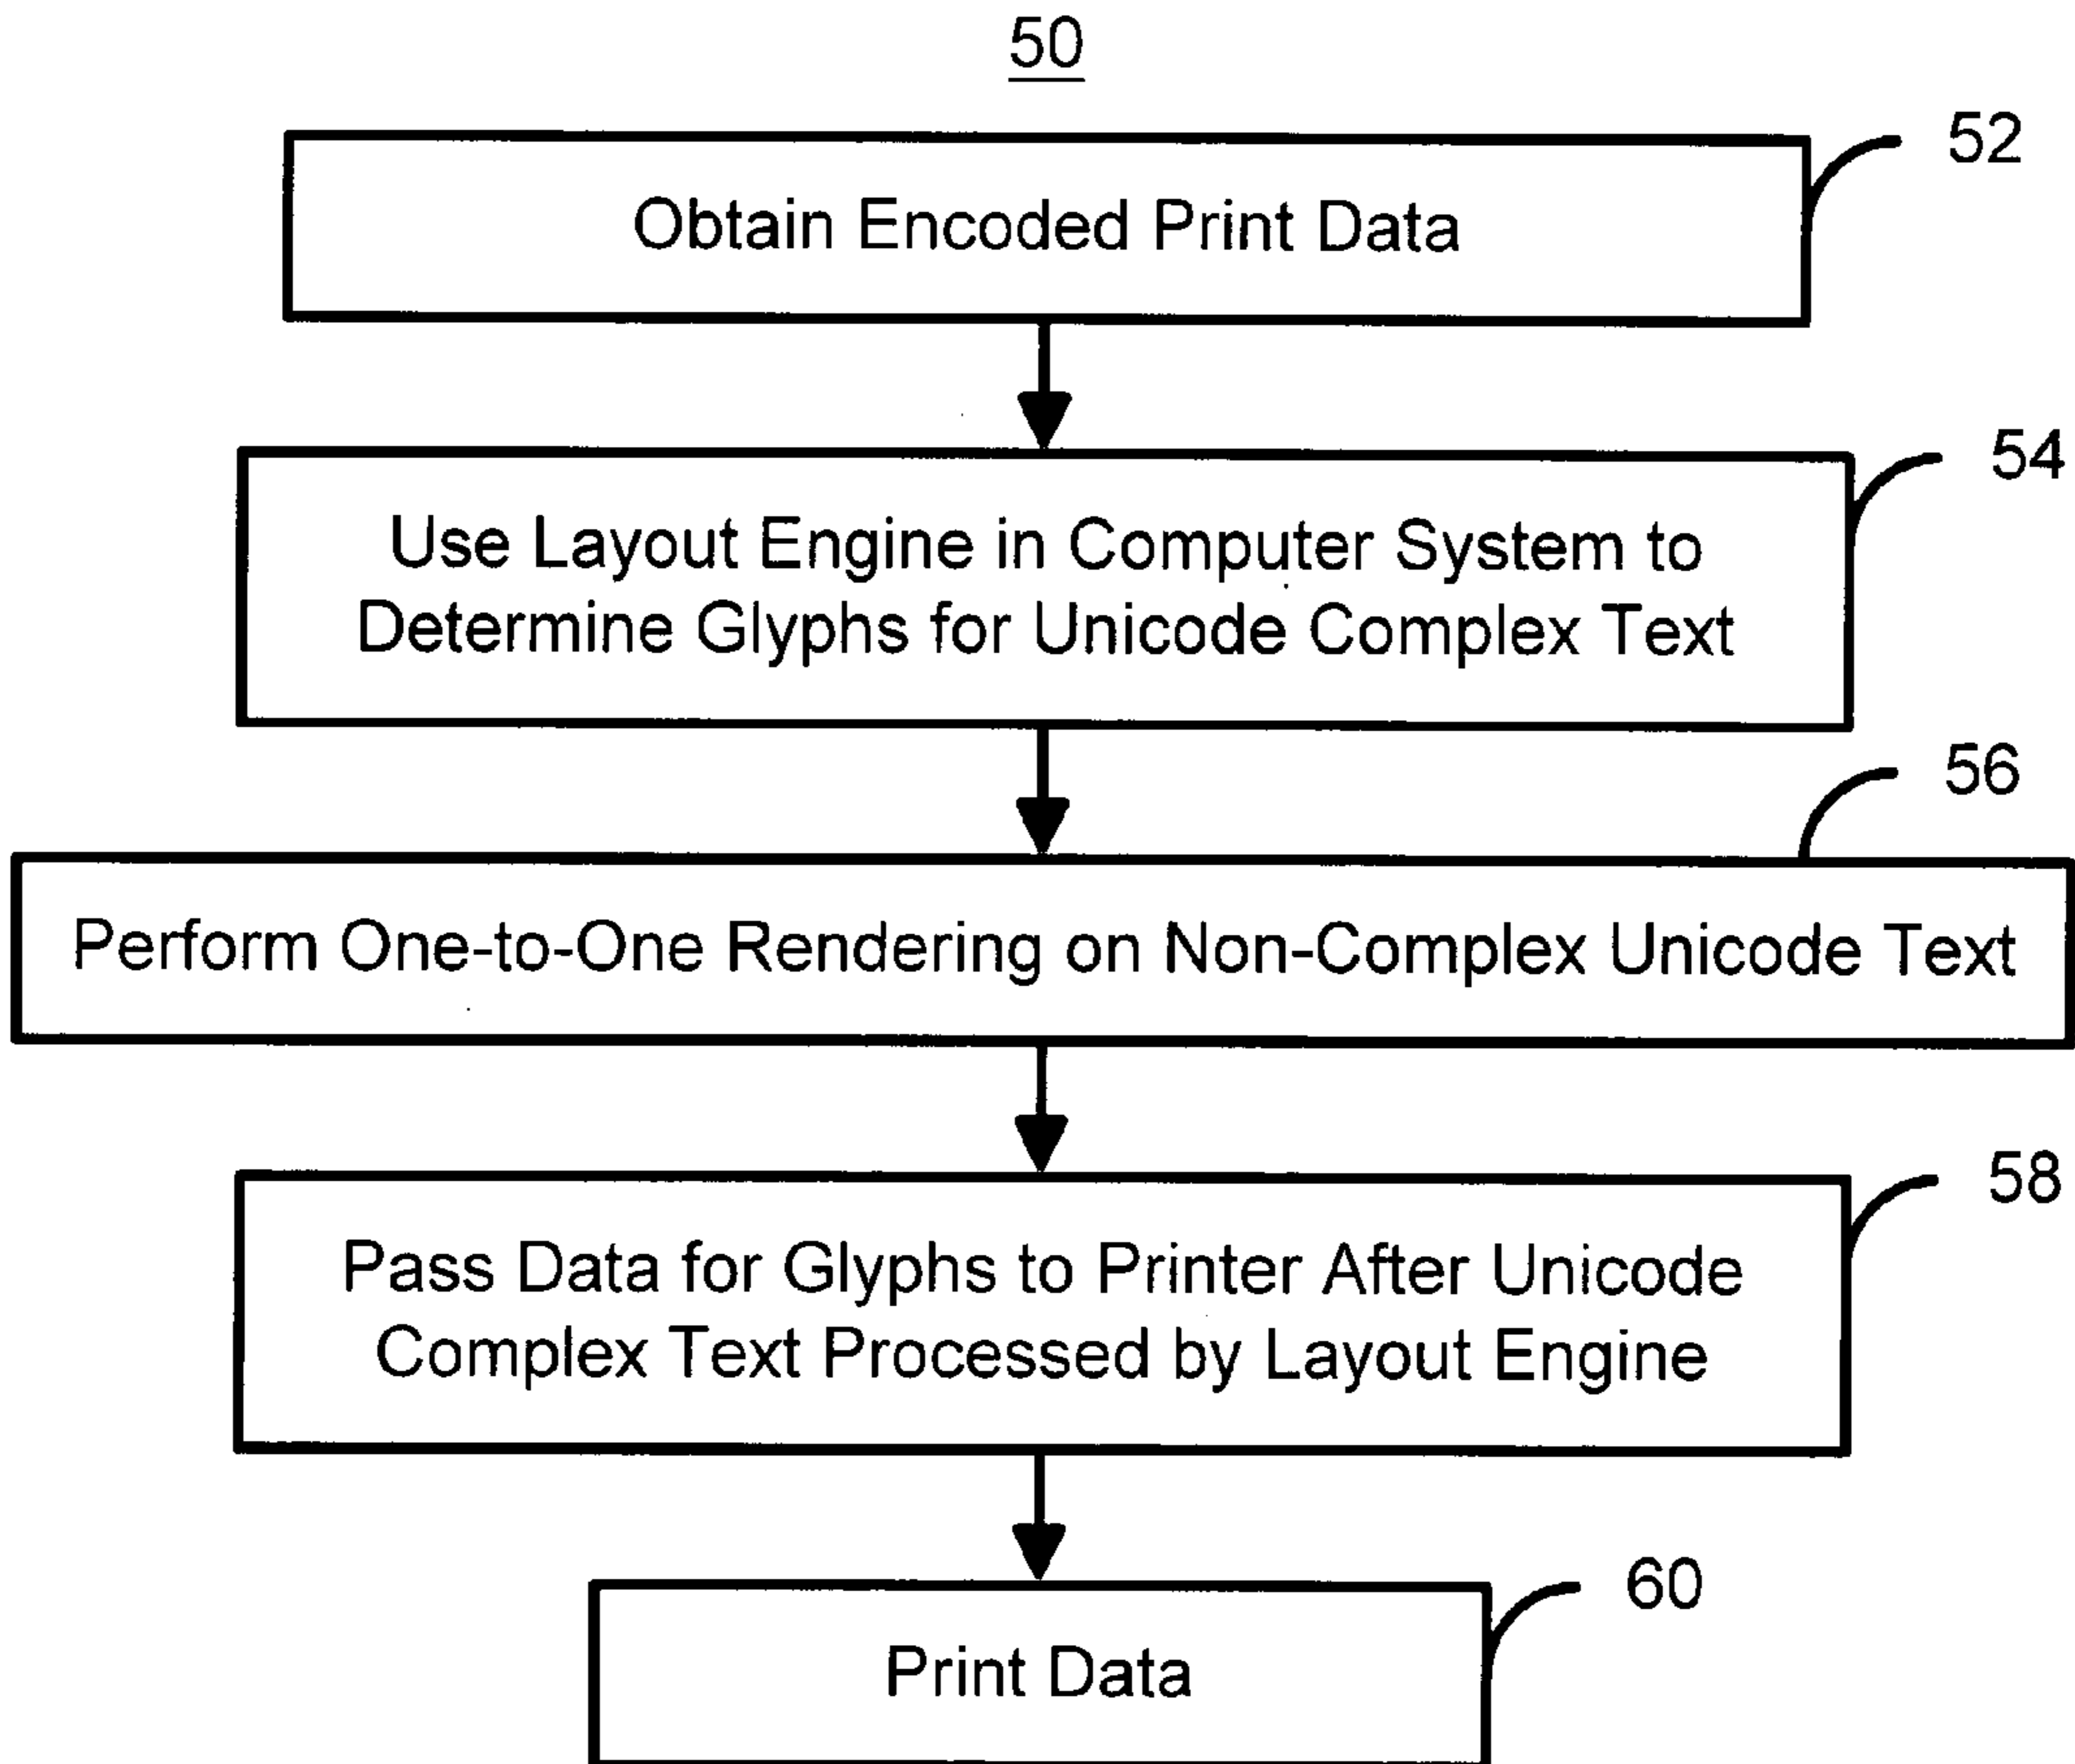 50
52
Obtain Encoded Print Data
54
Use Layout Engine in Computer System to
Determine Glyphs for Unicode Complex Text
56
Perform One-to-One Rendering on Non-Complex Unicode Text
58
Pass Data for Glyphs to Printer After Unicode
Complex Text Processed by Layout Engine
60
Print Data